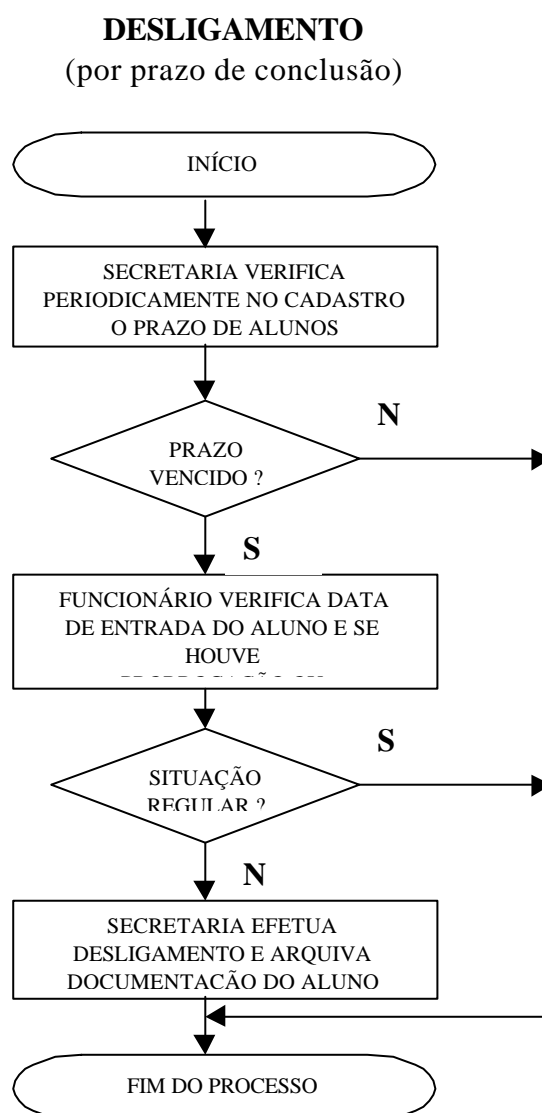 DESLIGAMENTO
(por prazo de conclusão)
INÍCIO
SECRETARIA VERIFICA
PERIODICAMENTE NO CADASTRO
O PRAZO DE ALUNOS
N
PRAZO
VENCIDO ?
S
FUNCIONÁRIO VERIFICA DATA
DE ENTRADA DO ALUNO E SE
HOUVE
S
SITUAÇÃO
REGULAR ?
N
SECRETARIA EFETUA
DESLIGAMENTO E ARQUIVA
DOCUMENTAÇÃO DO ALUNO
FIM DO PROCESSO